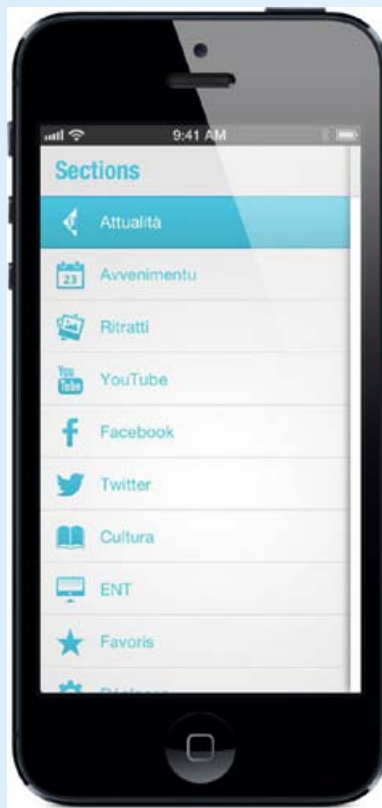 9:41 AM
Sections
Attualità
23
Avvenimentu
Ritratti
You
Tube
YouTube
Facebook
Twitter
Cultura
ENT
Favoris